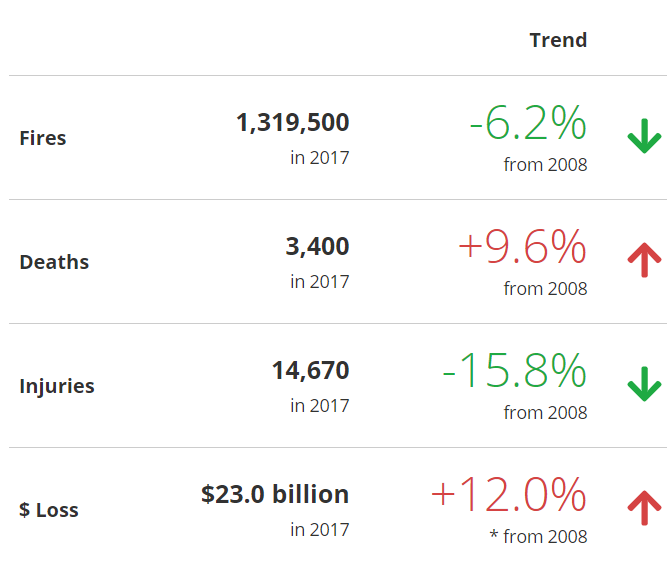 Trend
Fires
1,319,500
in 2017
-6.2%
from 2008
Deaths
3,400
in 2017
+9.6%
from 2008
Injuries
14,670
in 2017
-15.8%
from 2008
$ Loss
$23.0 billion
in 2017
+12.0%
* from 2008